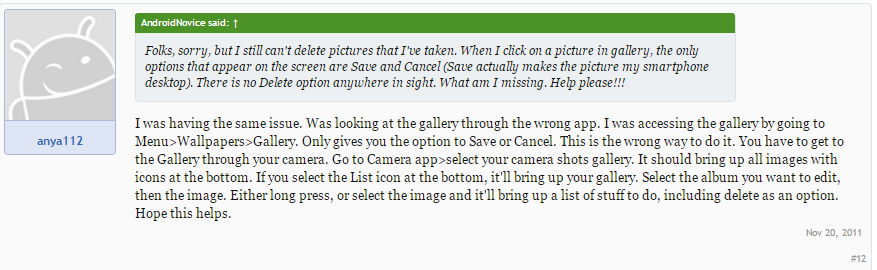 AndroidNovice said: ↑
Folks, sorry, but I still can't delete pictures that I've taken. When I click on a picture in gallery, the only
options that appear on the screen are Save and Cancel (Save actually makes the picture my smartphone
desktop). There is no Delete option anywhere in sight. What am I missing. Help please!!!
anya112
I was having the same issue. Was looking at the gallery through the wrong app. I was accessing the gallery by going to
Menu>Wallpapers>Gallery. Only gives you the option to Save or Cancel. This is the wrong way to do it. You have to get to
the Gallery through your camera. Go to Camera app>select your camera shots gallery. It should bring up all images with
icons at the bottom. If you select the List icon at the bottom, it'll bring up your gallery. Select the album you want to edit,
then the image. Either long press, or select the image and it'll bring up a list of stuff to do, including delete as an option.
Hope this helps.
Nov 20, 2011
#12